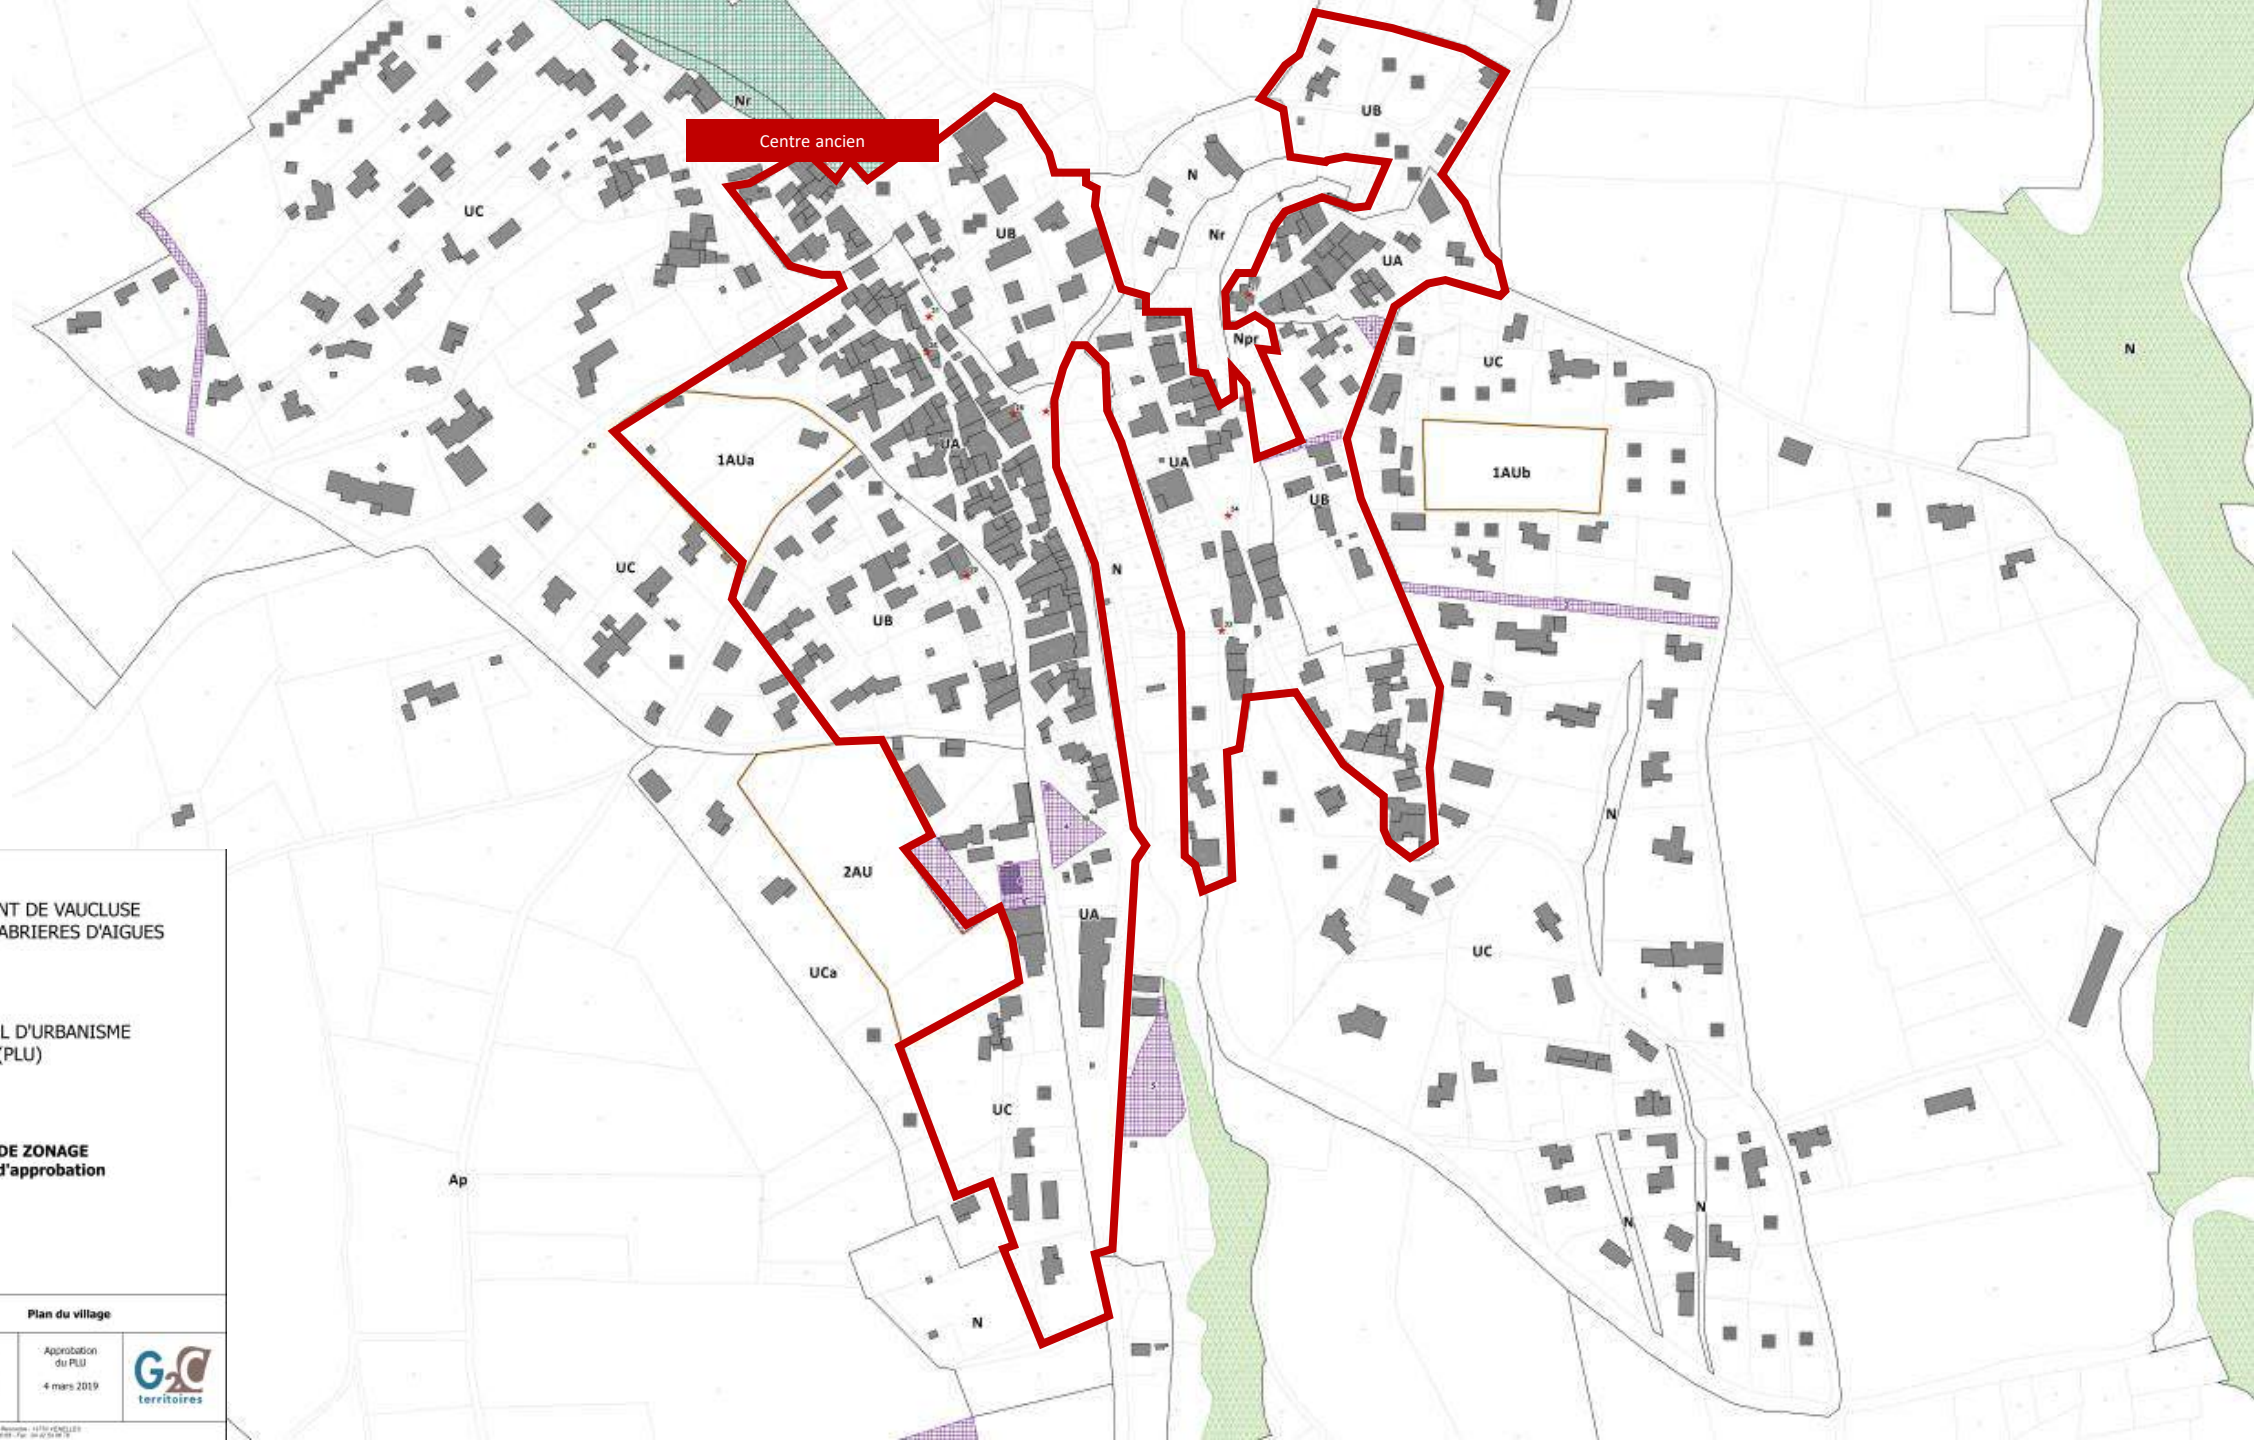 Nr
Centre ancien
UB
N
UC
UB
Nr
UA
N
Npr
UC
UA
1AUa
UA
1AUb
UB
UC
N
UB
N
2AU
UA
UCa
UC
UC
Ap
N
N
N
5
NT DE VAUCLUSE
ABRIERES D'AIGUES
L D'URBANISME
(PLU)
DE ZONAGE
d'approbation
Plan du village
Approbation
du PLU
4 mars 2019
G2C
territoires